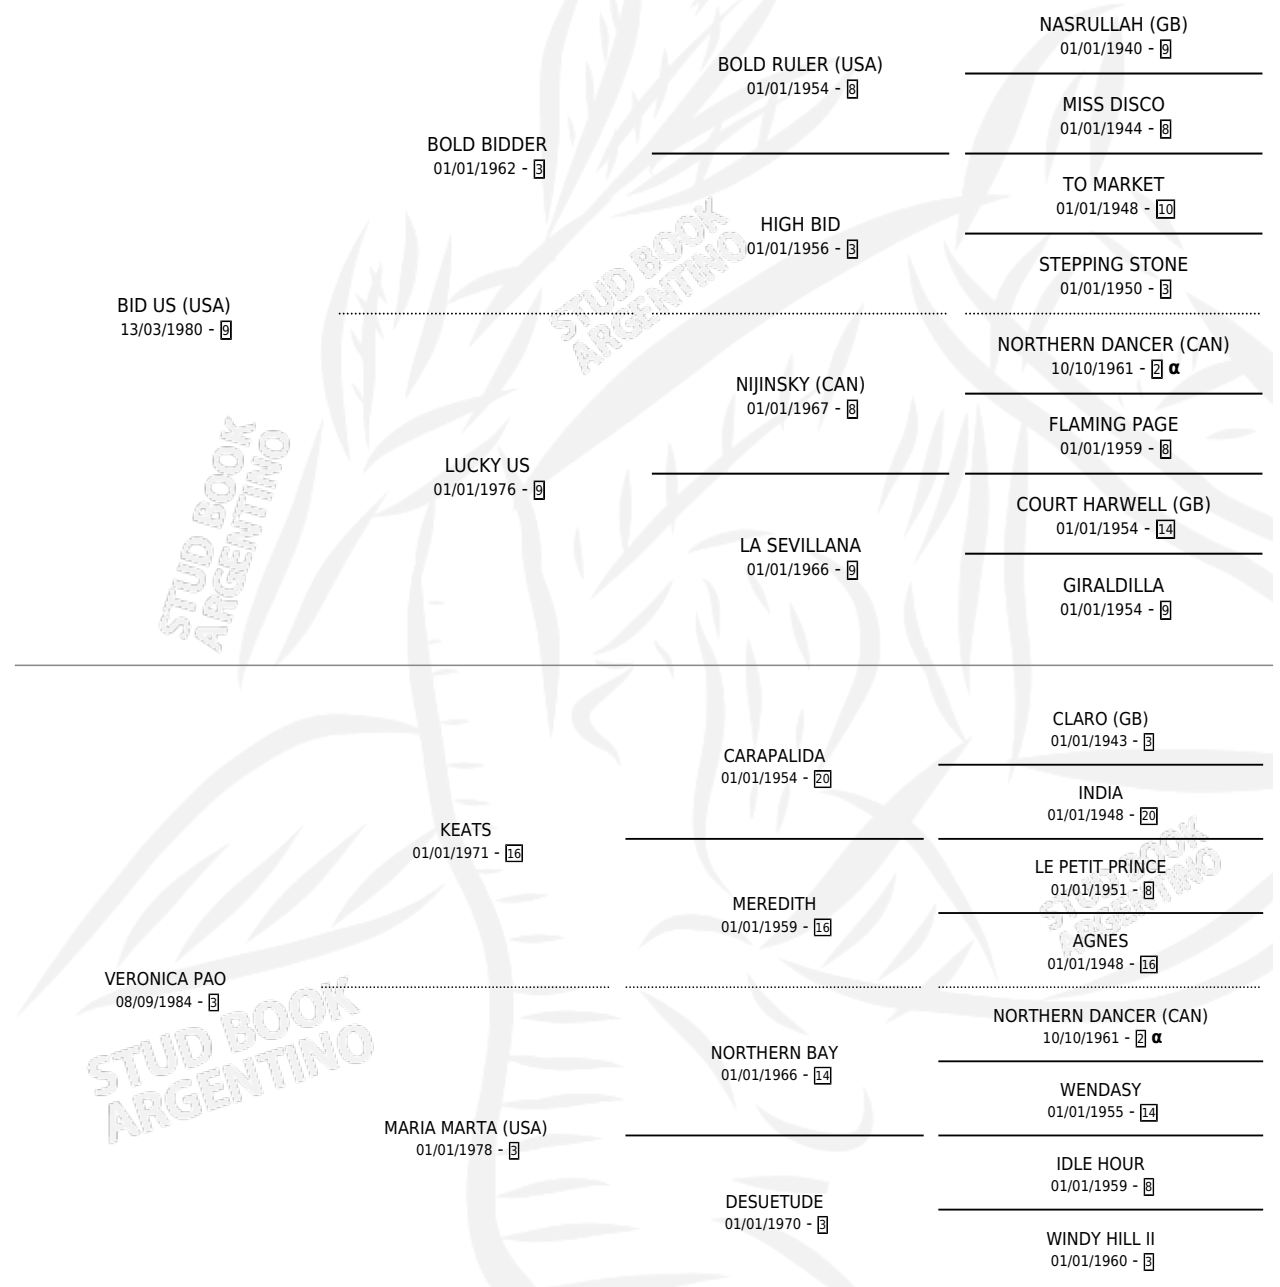 NASRULLAH (GB)
01/01/1940 - 9
BOLD RULER (USA)
01/01/1954 - 8
MISS DISCO
01/01/1944 - 8
BOLD BIDDER
01/01/1962 - 3
TO MARKET
01/01/1948 - 10
HIGH BID
01/01/1956 - 3
STEPPING STONE
01/01/1950 - 3
BID US (USA)
13/03/1980 - 9
NORTHERN DANCER (CAN)
10/10/1961 - 2 α
NIJINSKY (CAN)
01/01/1967 - 8
FLAMING PAGE
01/01/1959 - 8
LUCKY US
01/01/1976 - 9
COURT HARWELL (GB)
01/01/1954 - 14
LA SEVILLANA
01/01/1966 - 9
GIRALDILLA
01/01/1954 - 9
STUD BOOK
ARGENTINO
STUD BOOK
ARGENTINO
CLARO (GB)
01/01/1943 - 3
CARAPALIDA
01/01/1954 - 20
INDIA
01/01/1948 - 20
KEATS
01/01/1971 - 16
LE PETIT PRINCE
01/01/1951 - 8
MEREDITH
01/01/1959 - 16
AGNES
01/01/1948 - 16
STUD BOOK
ARGENTINO
VERONICA PAO
08/09/1984 - 3
NORTHERN DANCER (CAN)
10/10/1961 - 2 α
NORTHERN BAY
01/01/1966 - 14
WENDASY
01/01/1955 - 14
STUD BOOK
ARGENTINO
MARIA MARTA (USA)
01/01/1978 - 3
IDLE HOUR
01/01/1959 - 8
DESUETUDE
01/01/1970 - 3
WINDY HILL II
01/01/1960 - 3